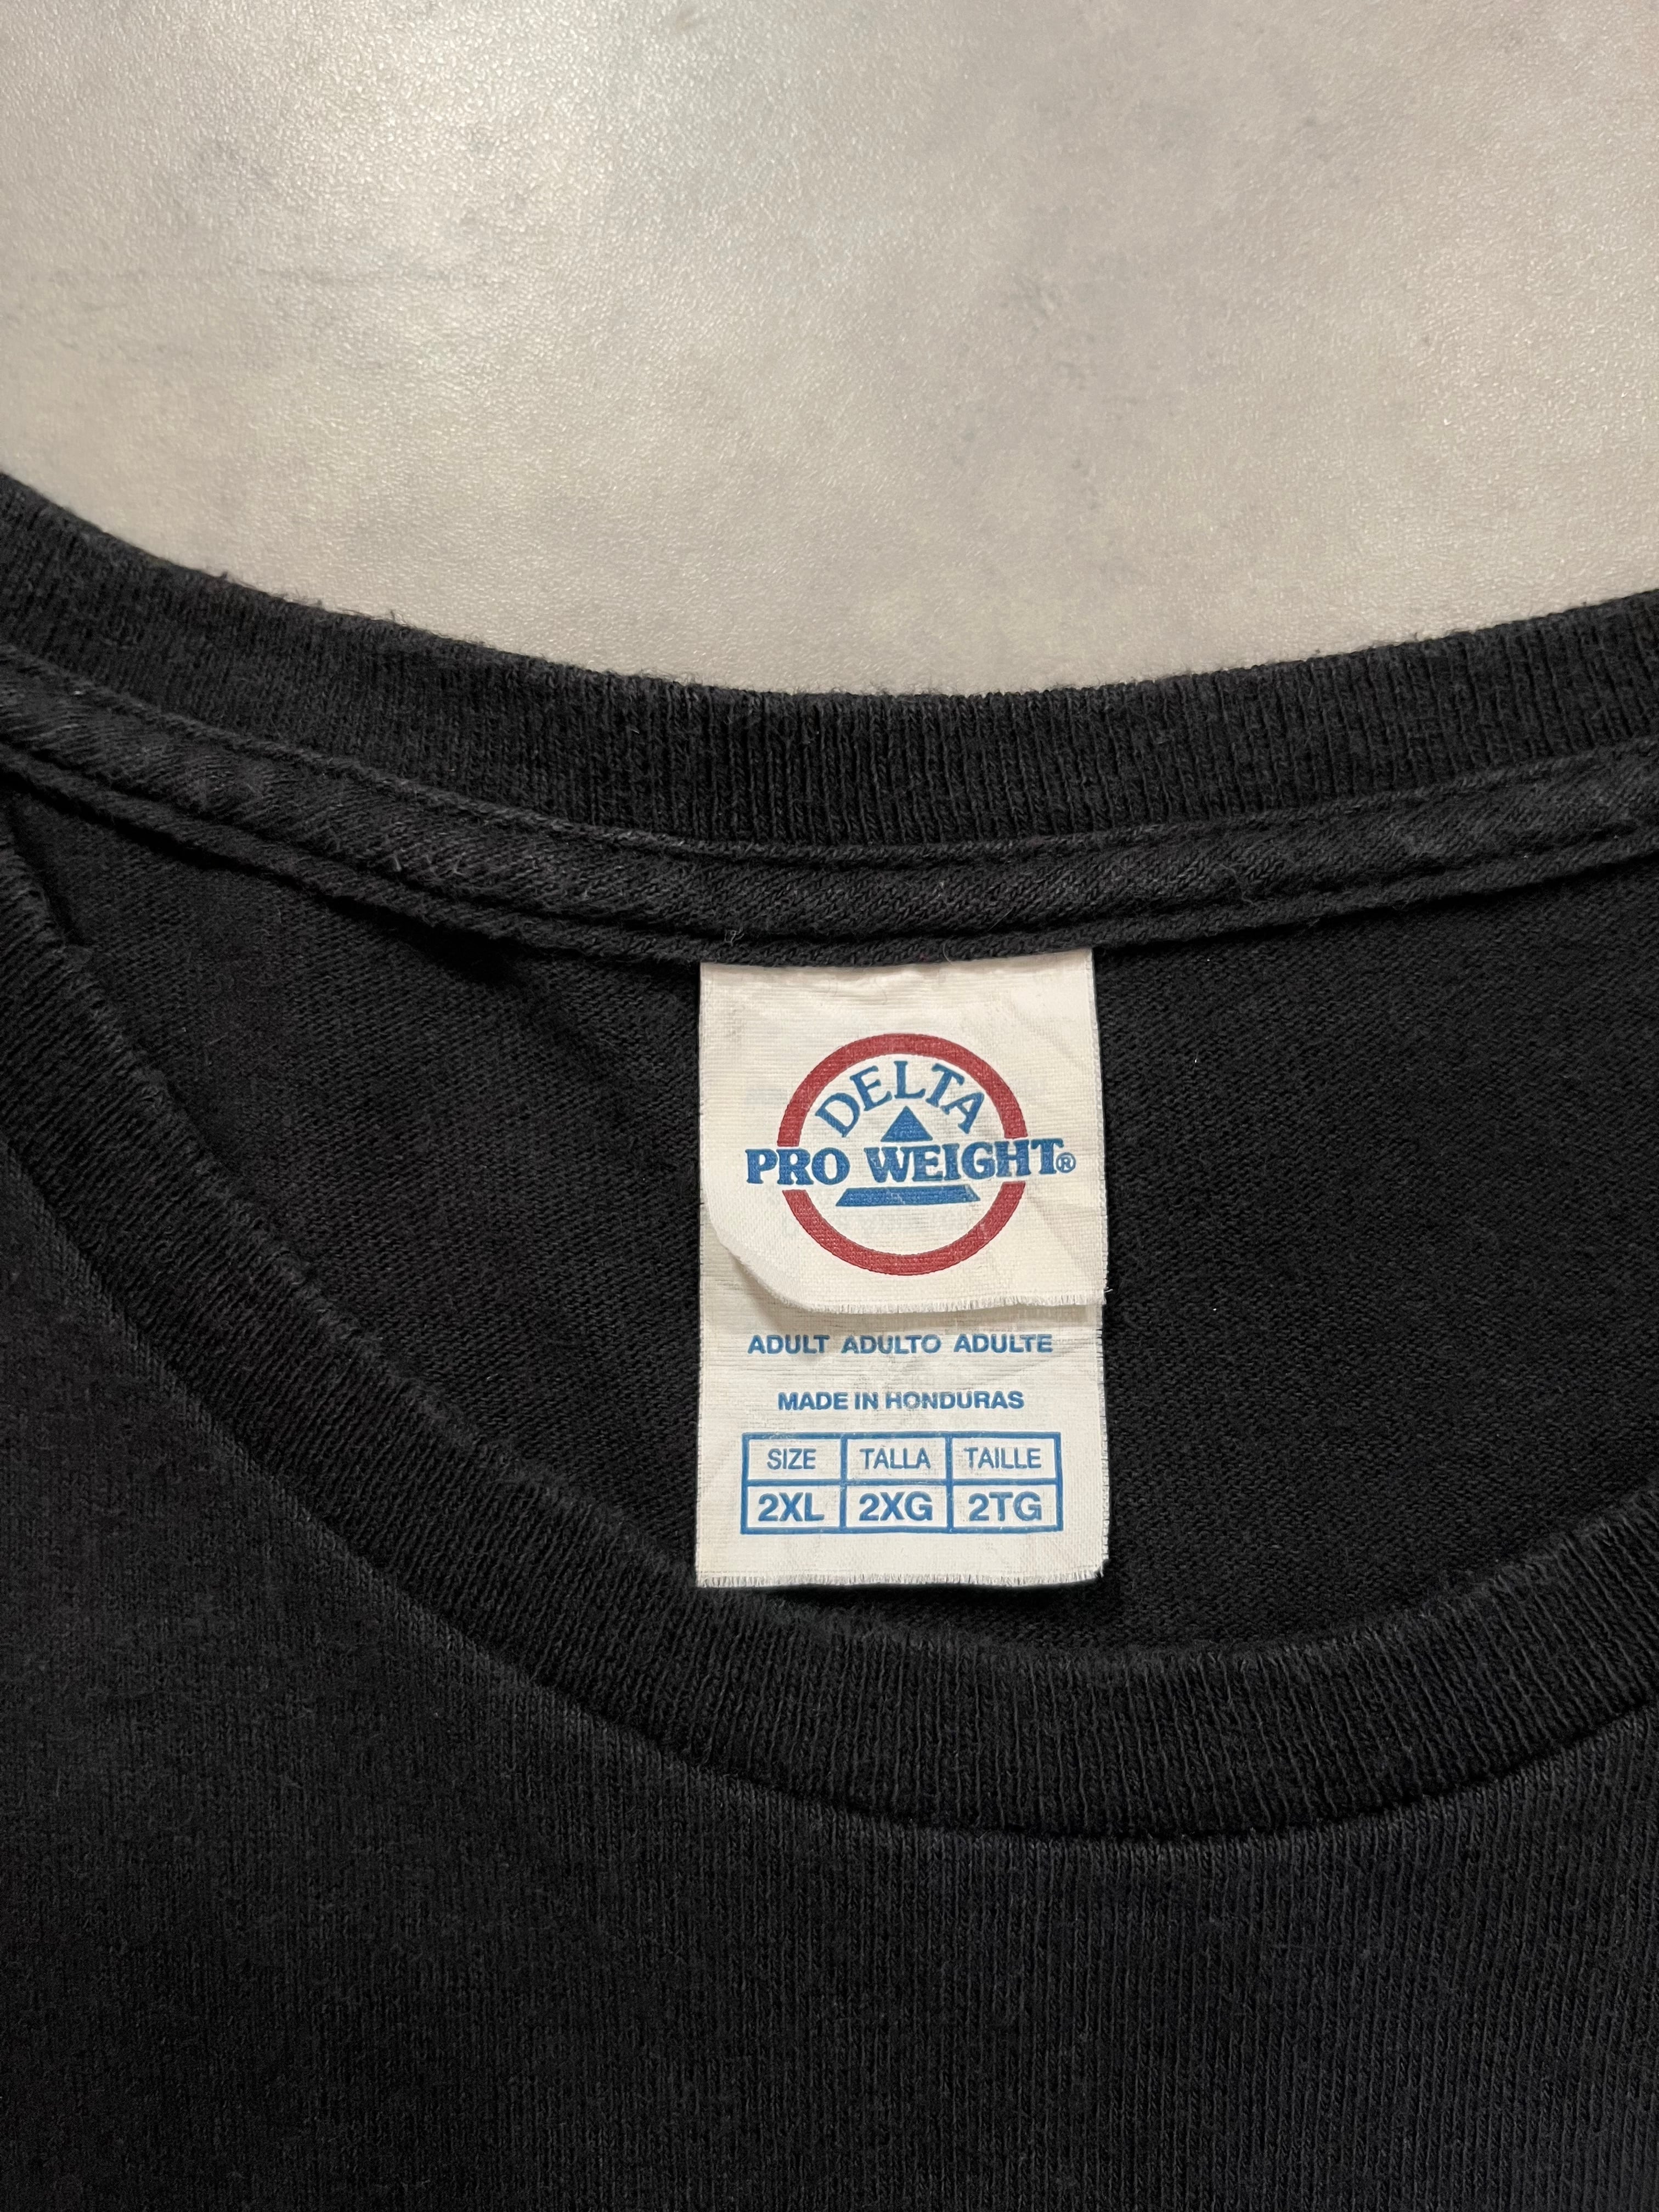 DELTA
PRO WEIGHT®
ADULT ADULTO ADULTE
MADE IN HONDURAS
SIZE TALLA TAILLE
2XL 2XG 2TG